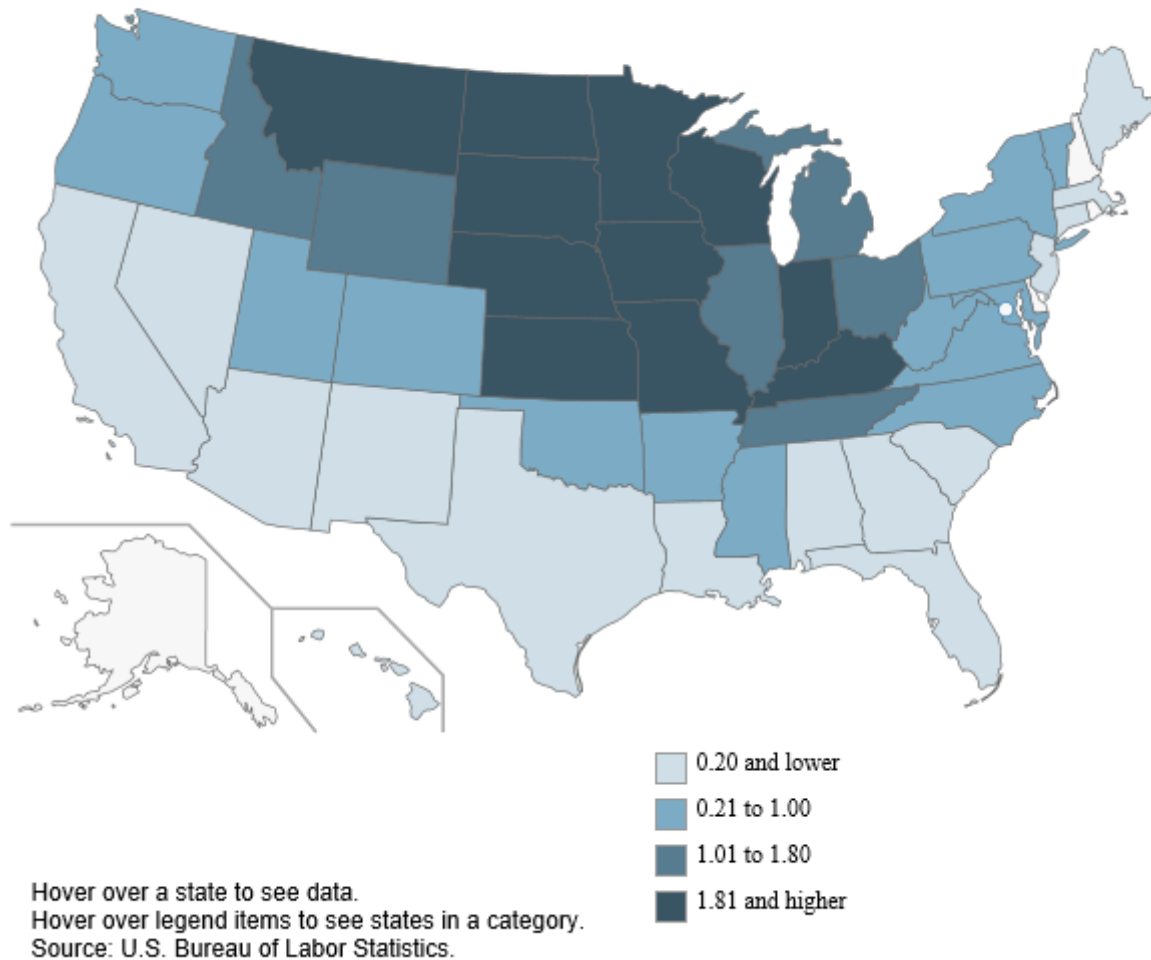 0.20 and lower
0.21 to 1.00
1.01 to 1.80
1.81 and higher
Hover over a state to see data.
Hover over legend items to see states in a category.
Source: U.S. Bureau of Labor Statistics.